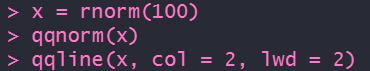 > x = rnorm(100)
> qqnorm(x)
> qqline(x, col = 2, lwd = 2)